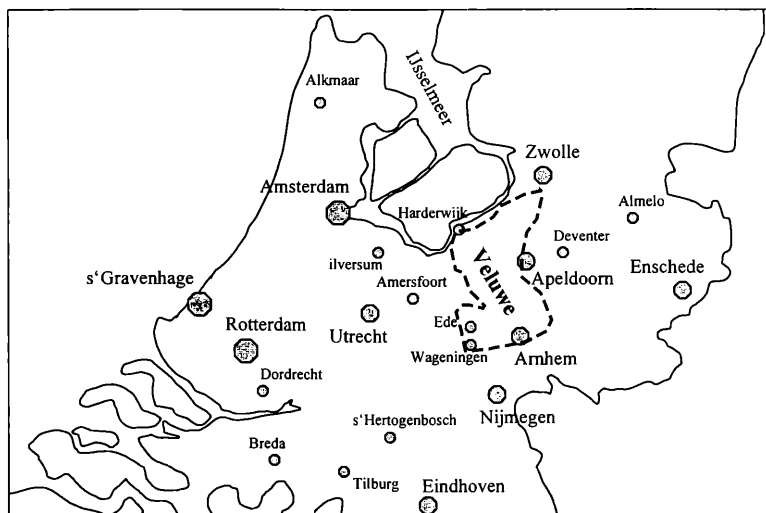 IJsselmeer
Alkmaar
Zwolle
Amsterdam
Harderwijk
Almelo
Deventer
ilversum
Veluwe
s‘Gravenhage
Amersfoort
Apeldoorn
Enschede
Rotterdam
Utrecht
Ede
Wageningen
Arnhem
Dordrecht
Nijmegen
s‘Hertogenbosch
Breda
Tilburg
Eindhoven